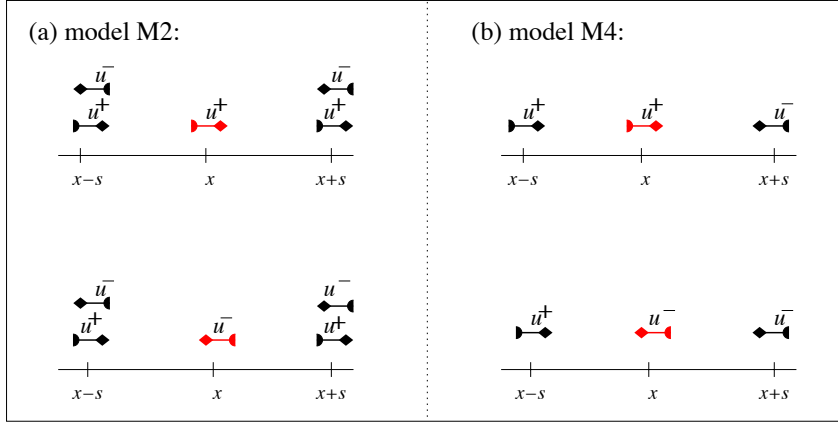 (a) model M2:
u⁻ u⁻
u⁺ u⁺ u⁺
x−s x x+s
u⁻ u⁻
u⁺ u⁻ u⁺
x−s x x+s
(b) model M4:
u⁺ u⁺ u⁻
x−s x x+s
u⁺ u⁻ u⁻
x−s x x+s